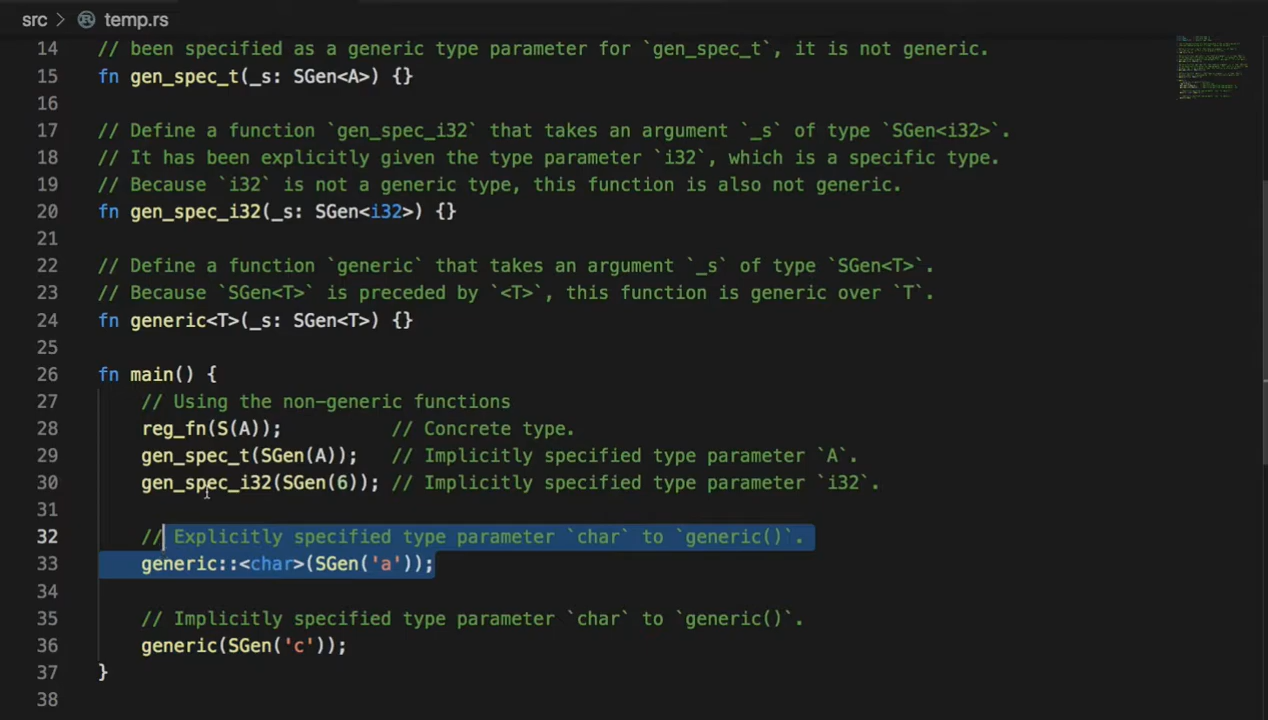 src > temp.rs
14 // been specified as a generic type parameter for `gen_spec_t`, it is not generic.
15 fn gen_spec_t(_s: SGen<A>) {}
16
17 // Define a function `gen_spec_i32` that takes an argument `_s` of type `SGen<i32>`.
18 // It has been explicitly given the type parameter `i32`, which is a specific type.
19 // Because `i32` is not a generic type, this function is also not generic.
20 fn gen_spec_i32(_s: SGen<i32>) {}
21
22 // Define a function `generic` that takes an argument `_s` of type `SGen<T>`.
23 // Because `SGen<T>` is preceded by `<T>`, this function is generic over `T`.
24 fn generic<T>(_s: SGen<T>) {}
25
26 fn main() {
27     // Using the non-generic functions
28     reg_fn(S(A));          // Concrete type.
29     gen_spec_t(SGen(A));   // Implicitly specified type parameter `A`.
30     gen_spec_i32(SGen(6)); // Implicitly specified type parameter `i32`.
31
32     // Explicitly specified type parameter `char` to `generic()`.
33     generic::<char>(SGen('a'));
34
35     // Implicitly specified type parameter `char` to `generic()`.
36     generic(SGen('c'));
37 }
38